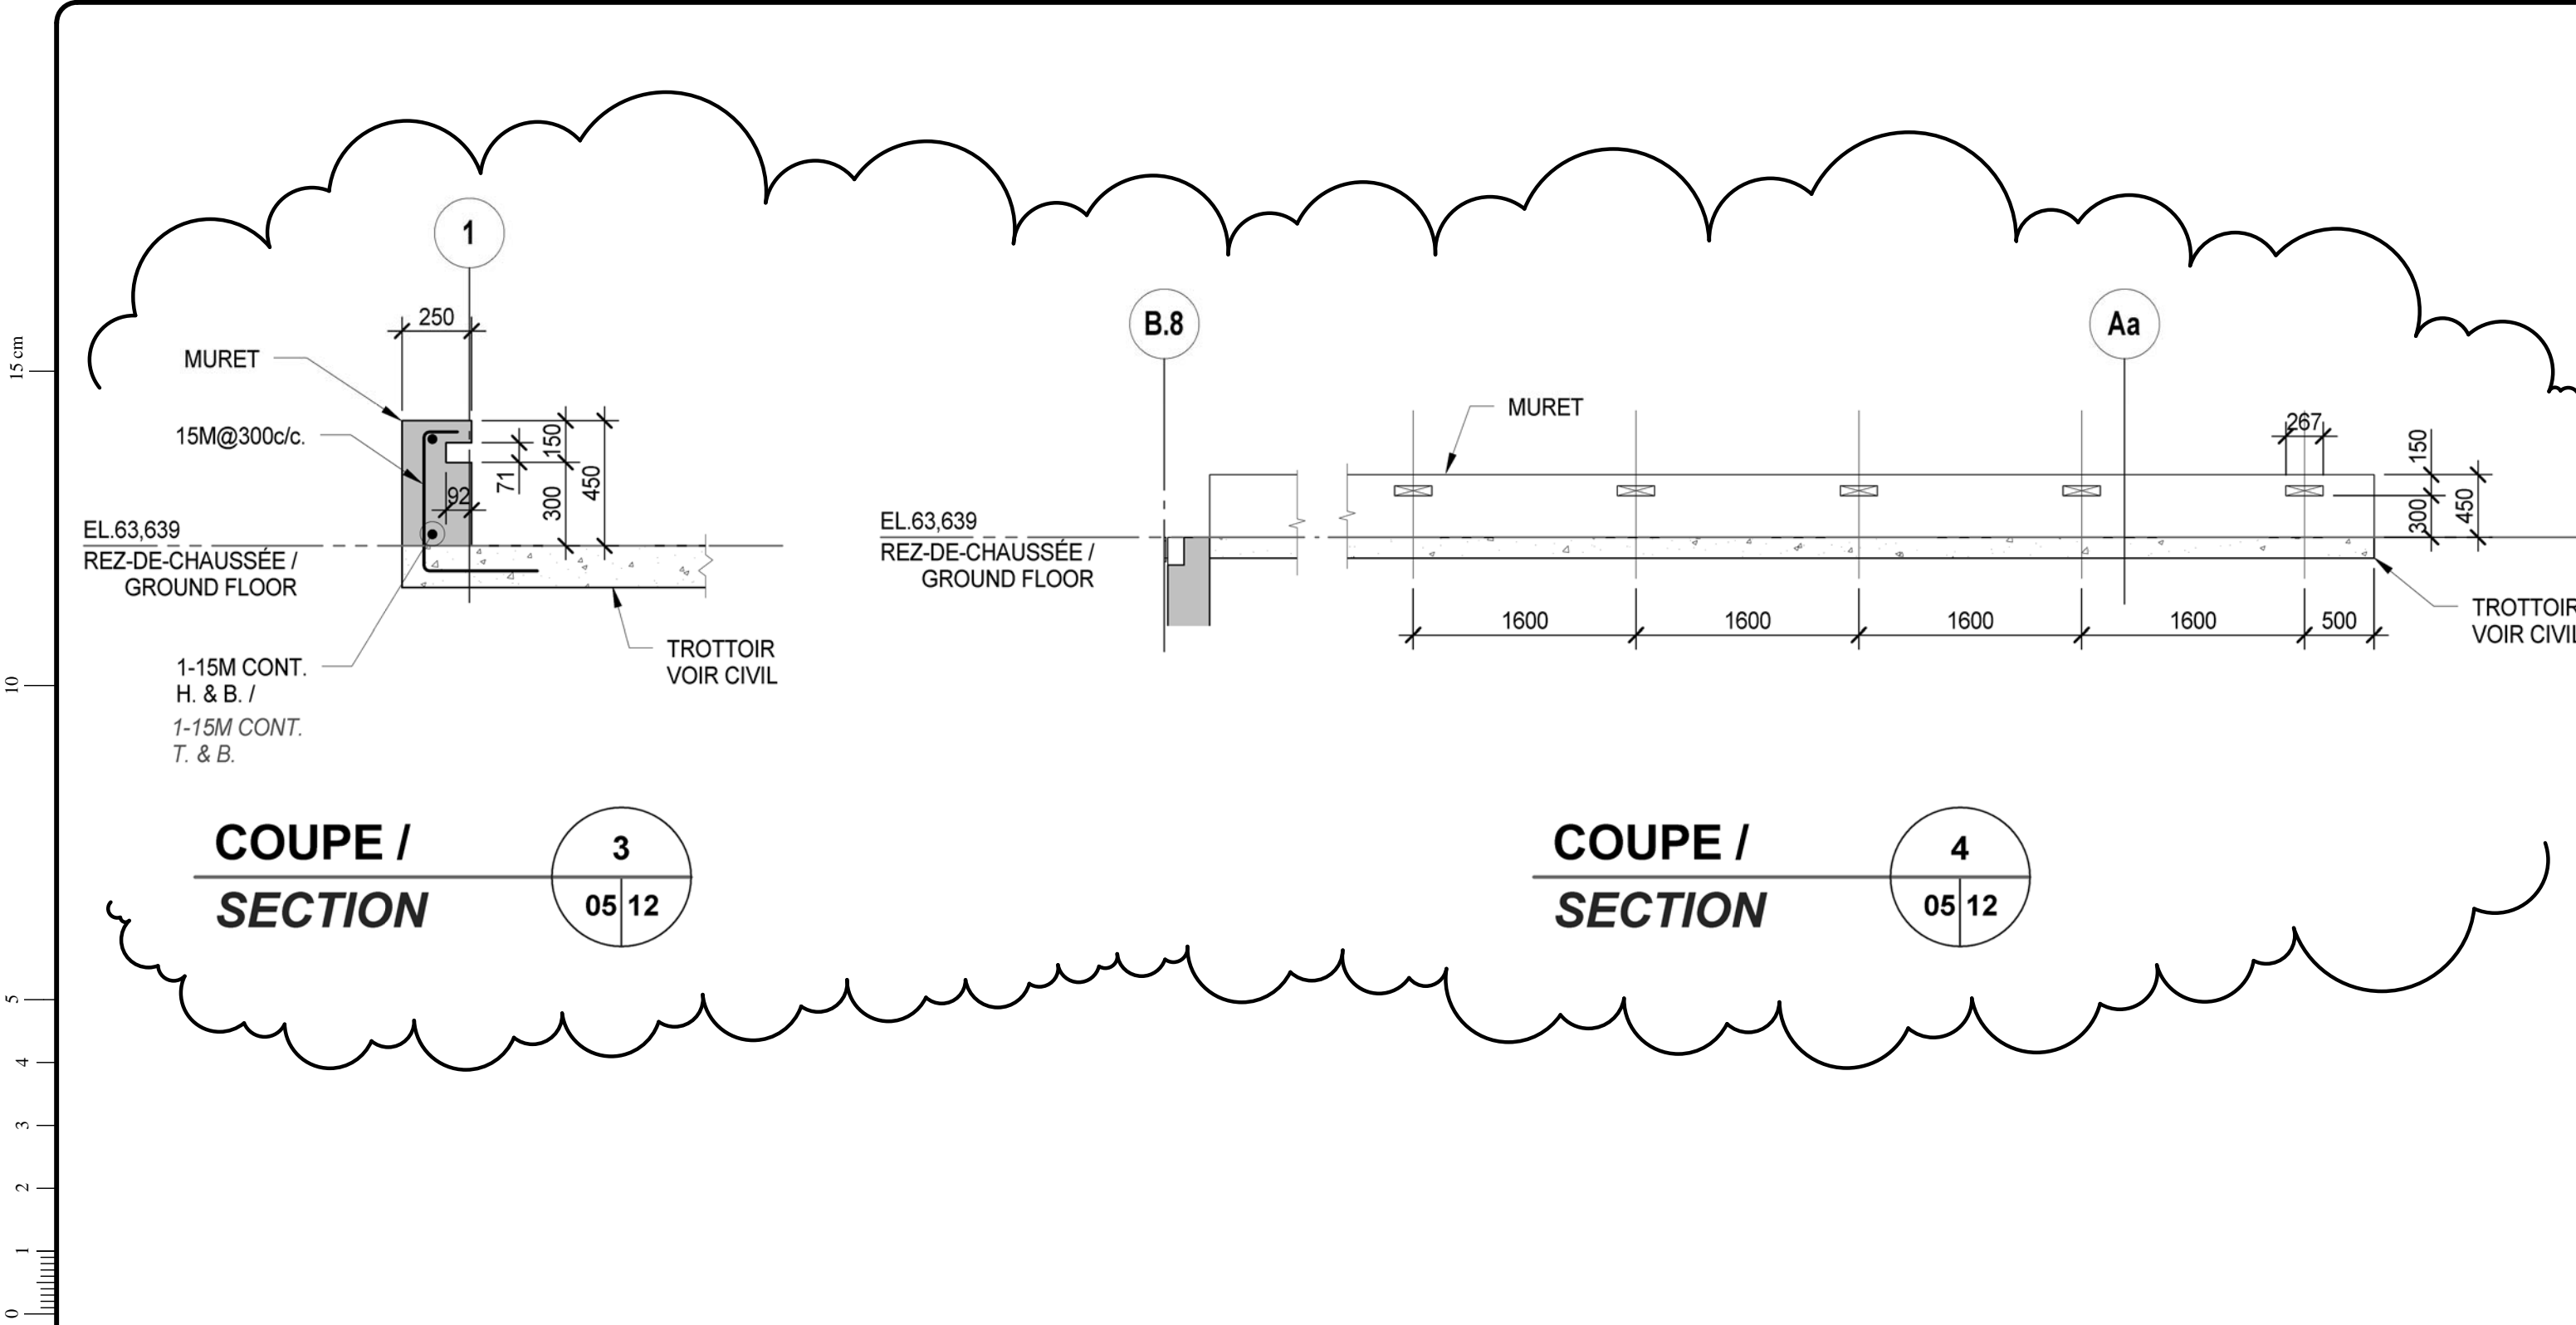 1
250
MURET
15M@300c/c.
150
450
71
300
92
EL.63,639
REZ-DE-CHAUSSÉE /
GROUND FLOOR
1-15M CONT.
H. & B. /
1-15M CONT.
T. & B.
TROTTOIR
VOIR CIVIL
COUPE /
SECTION
3
05 12
B.8
Aa
MURET
267
150
300
450
EL.63,639
REZ-DE-CHAUSSÉE /
GROUND FLOOR
1600
1600
1600
1600
500
TROTTOIR
VOIR CIVIL
COUPE /
SECTION
4
05 12
15 cm
10
5
4
3
2
1
0